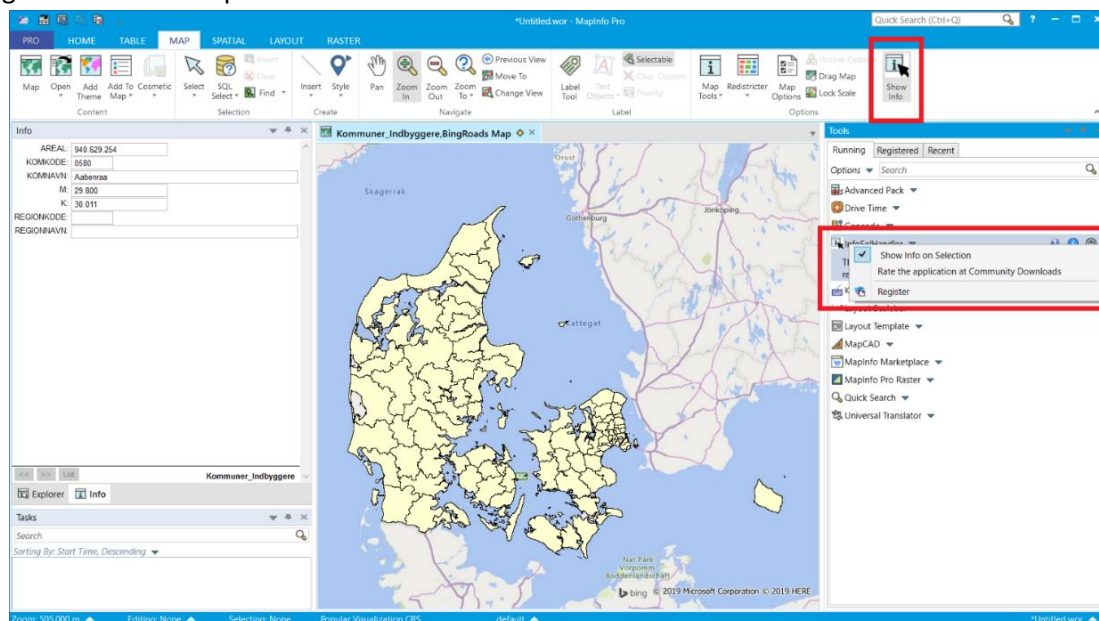 *Untitled.wor - MapInfo Pro
Quick Search (Ctrl+Q)
PRO HOME TABLE MAP SPATIAL LAYOUT RASTER
Map
Open
Add Theme
Add To Map
Cosmetic
Select
SQL Select
Invert
Clear
Find
Insert
Style
Pan
Zoom In
Zoom Out
Zoom To
Previous View
Move To
Change View
Label Tool
Text Objects
Selectable
Clear Custom
Priority
Map Tools
Redistricter
Map Options
Historic Options
Drag Map
Lock Scale
Show Info
Content Selection Create Navigate Label Options
Info
AREAL: 940.629.254
KOMKODE: 0580
KOMNAVN: Aabenraa
M: 29.800
K: 30.011
REGIONKODE:
REGIONNAVN:
<< >> List
Kommuner_Indbyggere
Explorer Info
Tasks
Search
Sorting By: Start Time, Descending
Kommuner_Indbyggere,BingRoads Map
Orust
Skagerrak
Gothenburg
Jönköping
Kattegat
Nat.Park
Vorpomm.
Boddenlandschaft
bing © 2019 Microsoft Corporation © 2019 HERE
Tools
Running Registered Recent
Options Search
Advanced Pack
Drive Time
InfoSelHandler
Show Info on Selection
Rate the application at Community Downloads
Register
Layout Template
MapCAD
MapInfo Marketplace
MapInfo Pro Raster
Quick Search
Universal Translator
Zoom: 505.000 m Editing: None Selecting: None Popular Visualization CRS default *Untitled.wor